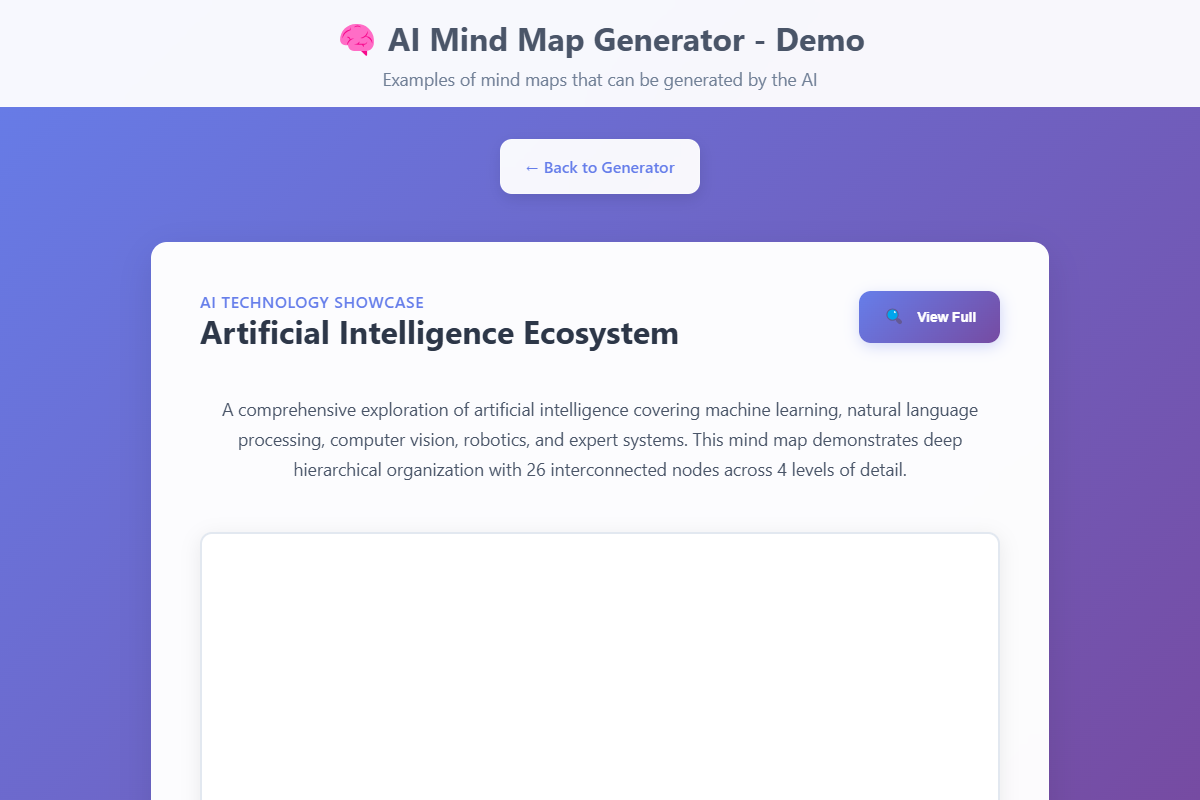 🧠 AI Mind Map Generator - Demo
Examples of mind maps that can be generated by the AI
← Back to Generator
AI TECHNOLOGY SHOWCASE
Artificial Intelligence Ecosystem
🔍 View Full
A comprehensive exploration of artificial intelligence covering machine learning, natural language
processing, computer vision, robotics, and expert systems. This mind map demonstrates deep
hierarchical organization with 26 interconnected nodes across 4 levels of detail.